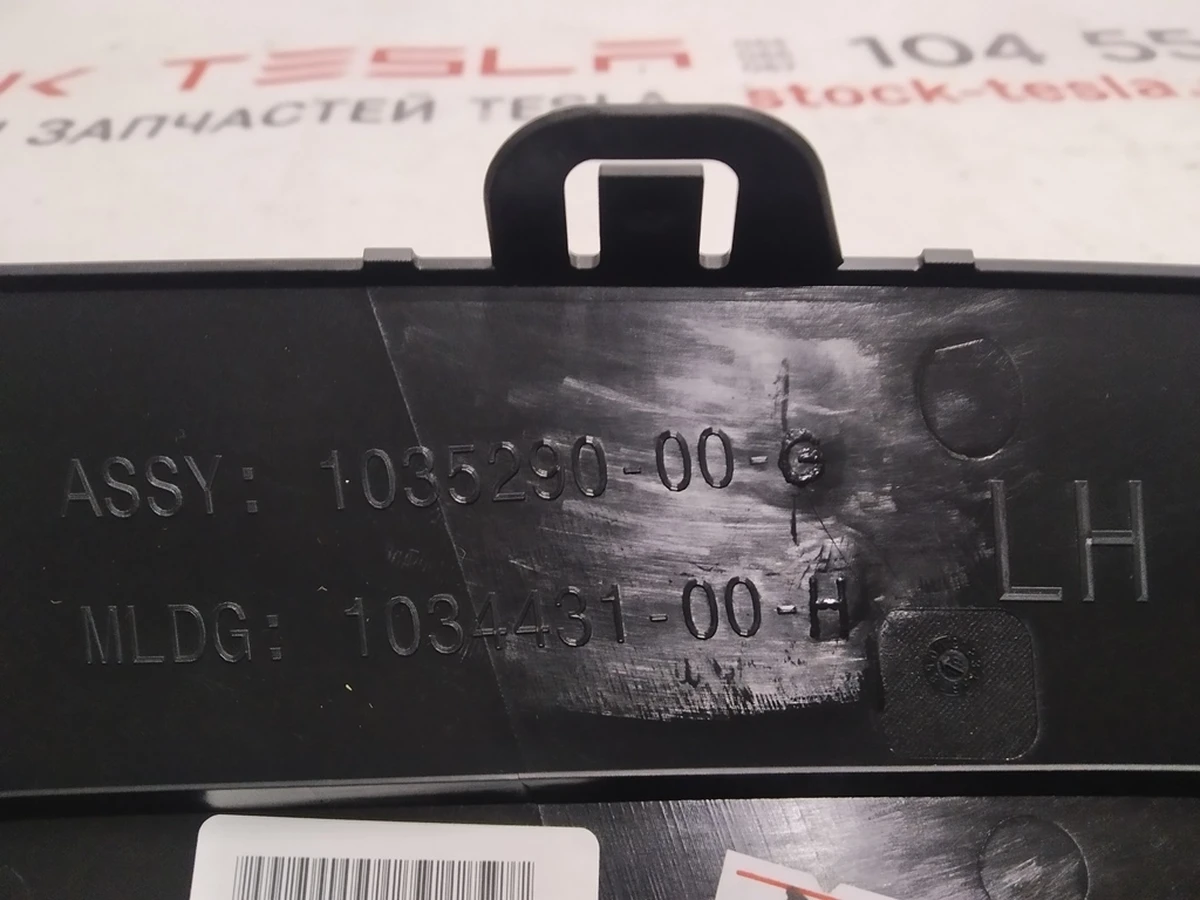 TESLA 104 55
ЗАПЧАСТЕЙ TESLA stock-tesla.
ASSY: 1035290-00-G
LH
MLDG: 1034431-00-H